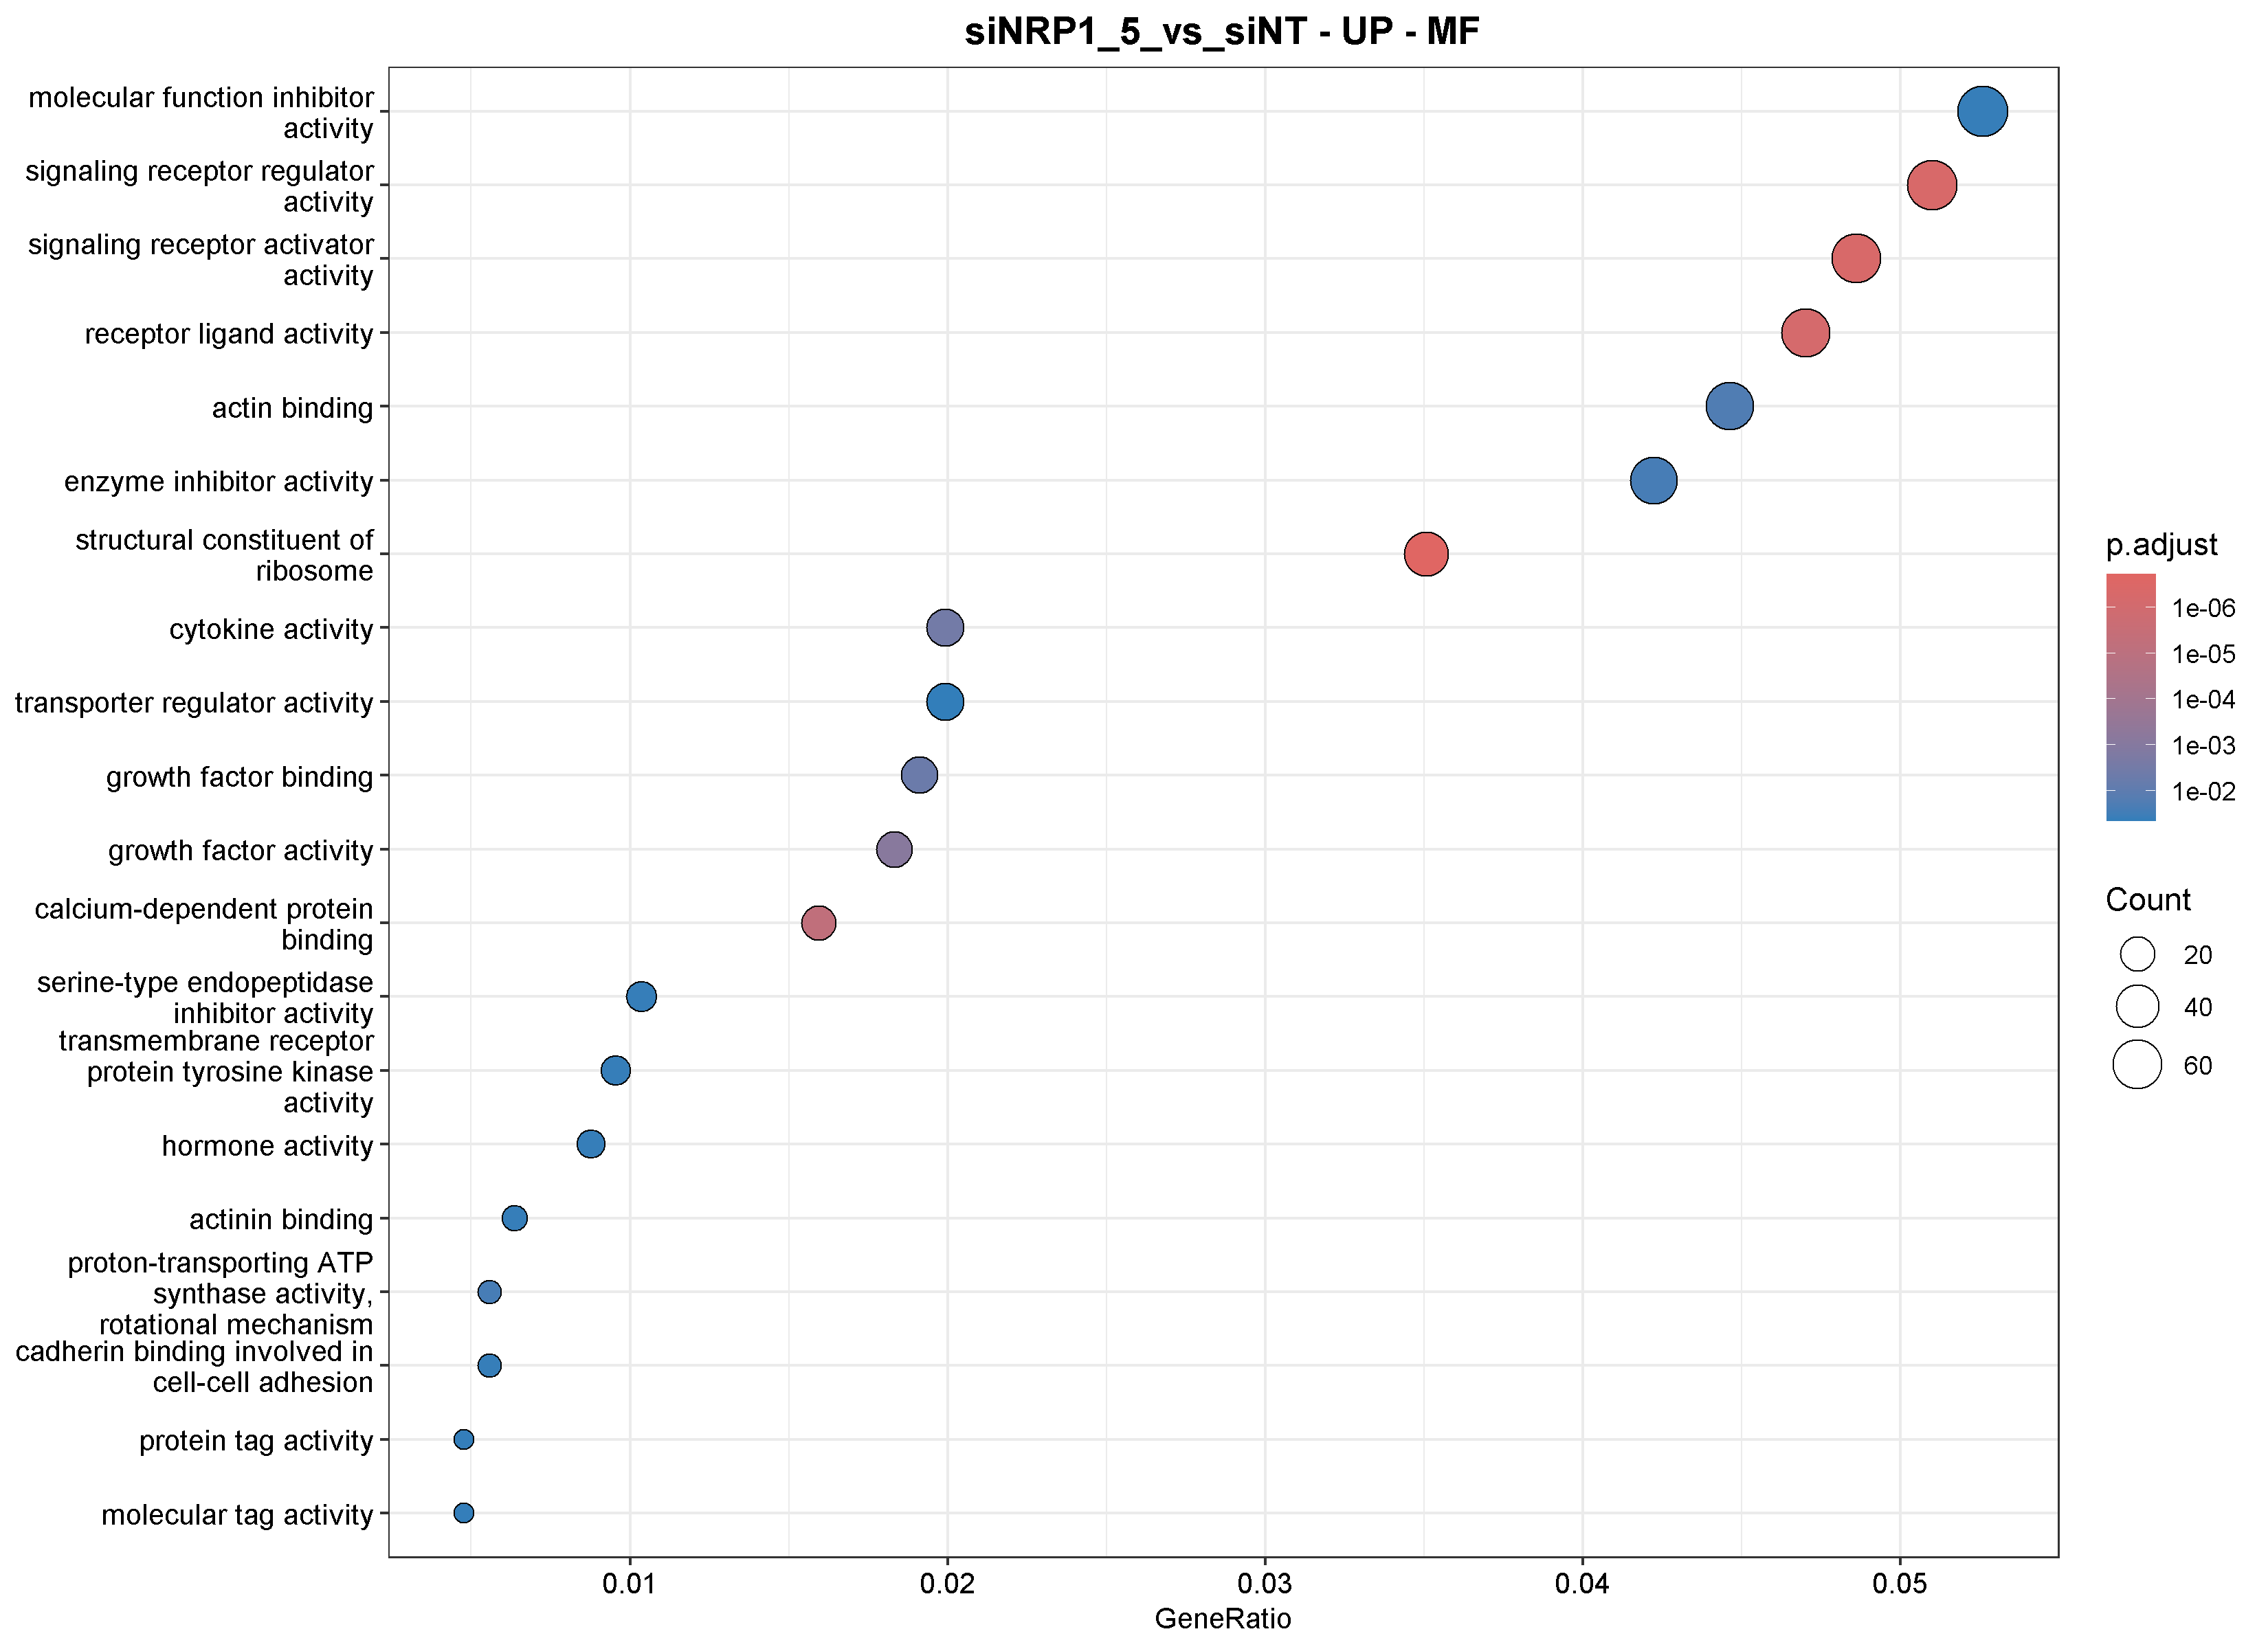 siNRP1_5_vs_siNT - UP - MF
molecular function inhibitor
activity
signaling receptor regulator
activity
signaling receptor activator
activity
receptor ligand activity
actin binding
enzyme inhibitor activity
structural constituent of
ribosome
cytokine activity
transporter regulator activity
growth factor binding
growth factor activity
calcium-dependent protein
binding
serine-type endopeptidase
inhibitor activity
transmembrane receptor
protein tyrosine kinase
activity
hormone activity
actinin binding
proton-transporting ATP
synthase activity,
rotational mechanism
cadherin binding involved in
cell-cell adhesion
protein tag activity
molecular tag activity
0.01
0.02
0.03
0.04
0.05
GeneRatio
p.adjust
1e-06
1e-05
1e-04
1e-03
1e-02
Count
20
40
60